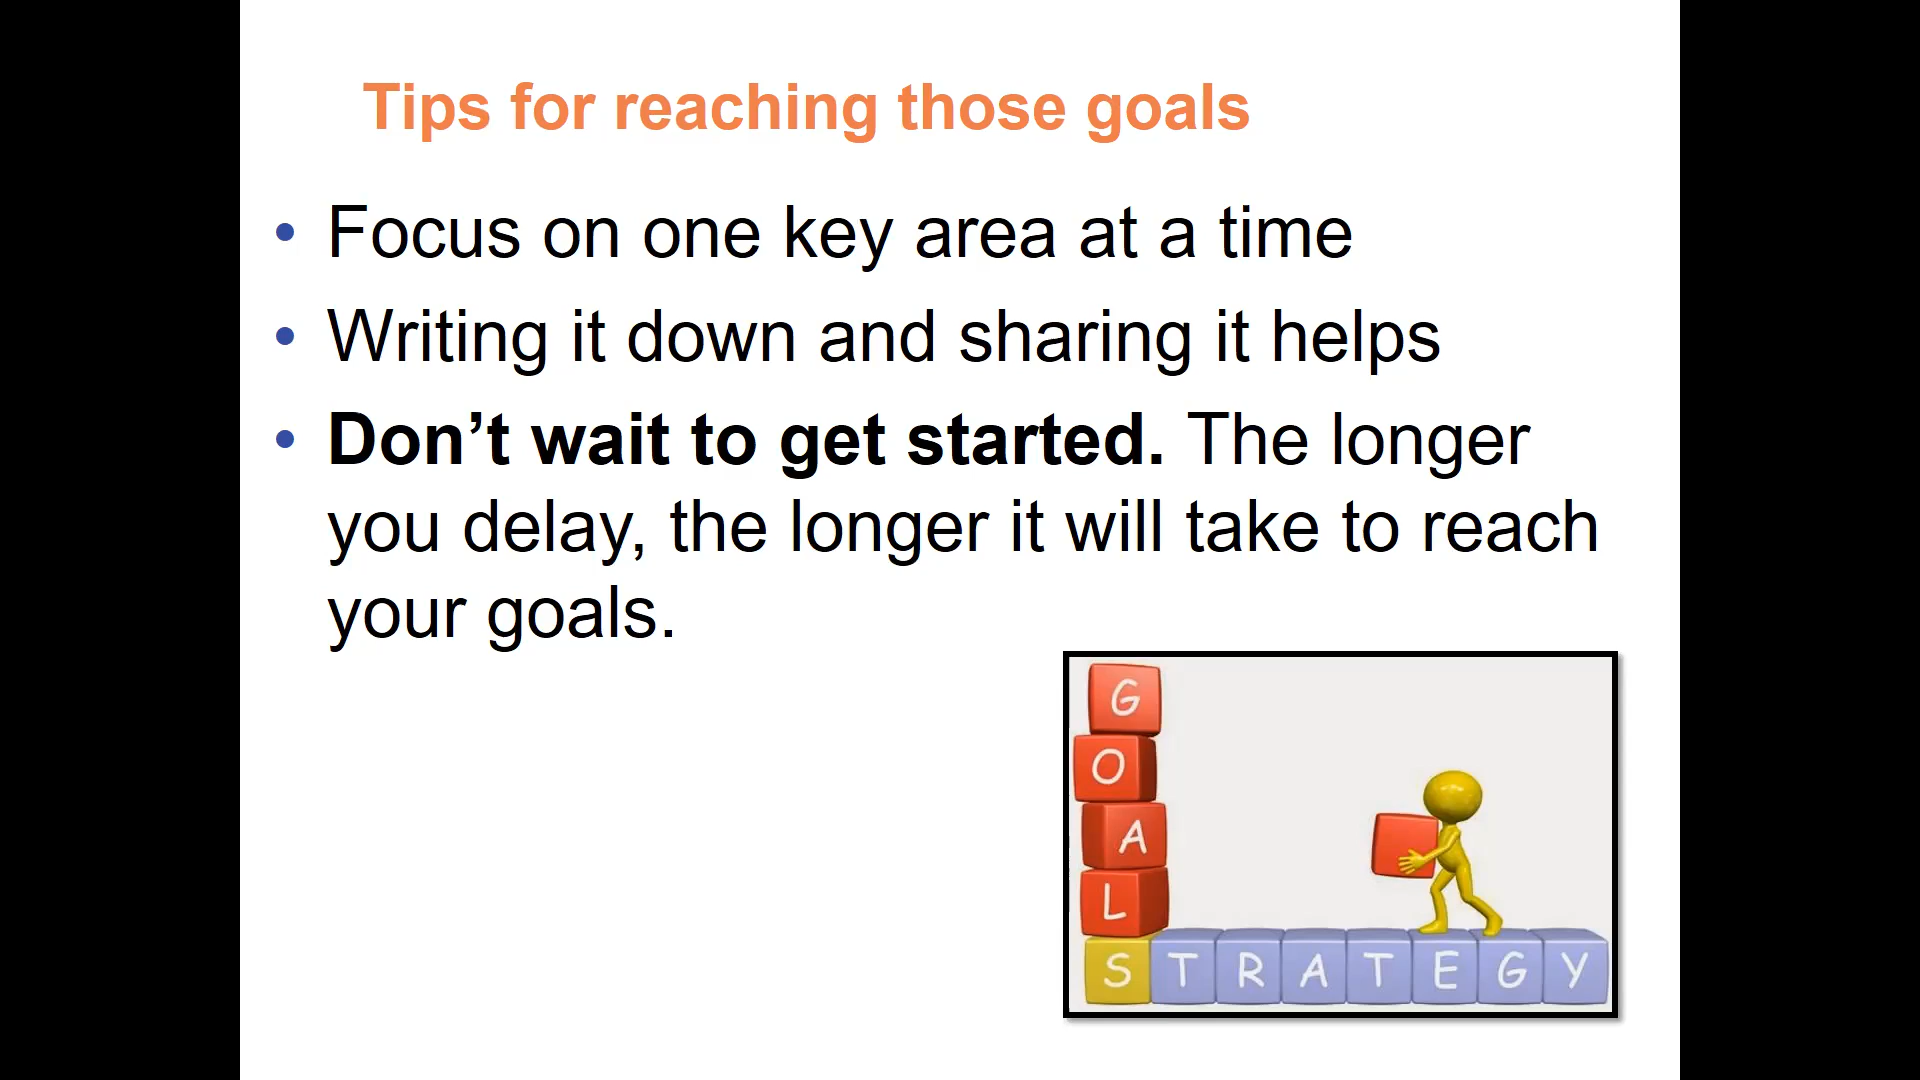 Tips for reaching those goals
• Focus on one key area at a time
• Writing it down and sharing it helps
• Don’t wait to get started. The longer
you delay, the longer it will take to reach
your goals.
G
O
A
L
STRATEGY